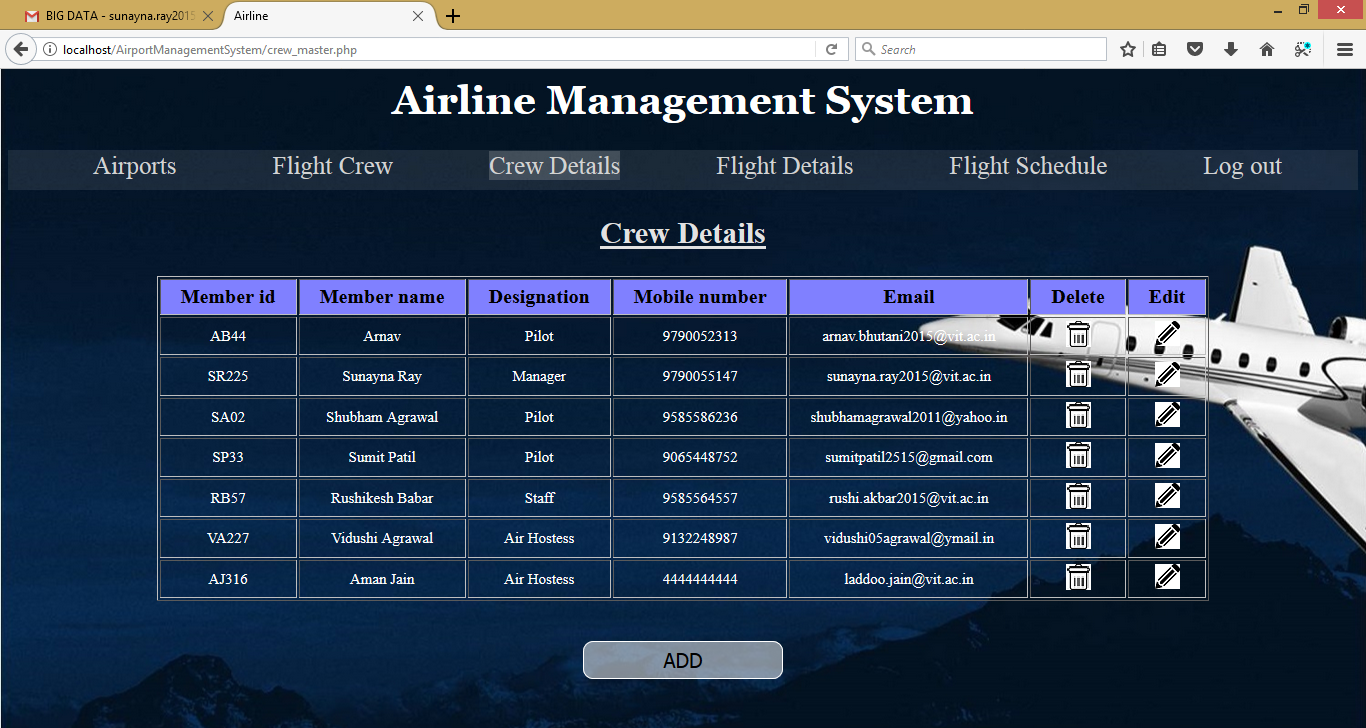 BIG DATA - sunayna.ray2015 Airline
localhost/AirportManagementSystem/crew_master.php Search
Airline Management System
Airports Flight Crew Crew Details Flight Details Flight Schedule Log out
Crew Details
Member id Member name Designation Mobile number Email Delete Edit
AB44 Arnav Pilot 9790052313 arnav.bhutani2015@vit.ac.in
SR225 Sunayna Ray Manager 9790055147 sunayna.ray2015@vit.ac.in
SA02 Shubham Agrawal Pilot 9585586236 shubhamagrawal2011@yahoo.in
SP33 Sumit Patil Pilot 9065448752 sumitpatil2515@gmail.com
RB57 Rushikesh Babar Staff 9585564557 rushi.akbar2015@vit.ac.in
VA227 Vidushi Agrawal Air Hostess 9132248987 vidushi05agrawal@ymail.in
AJ316 Aman Jain Air Hostess 4444444444 laddoo.jain@vit.ac.in
ADD